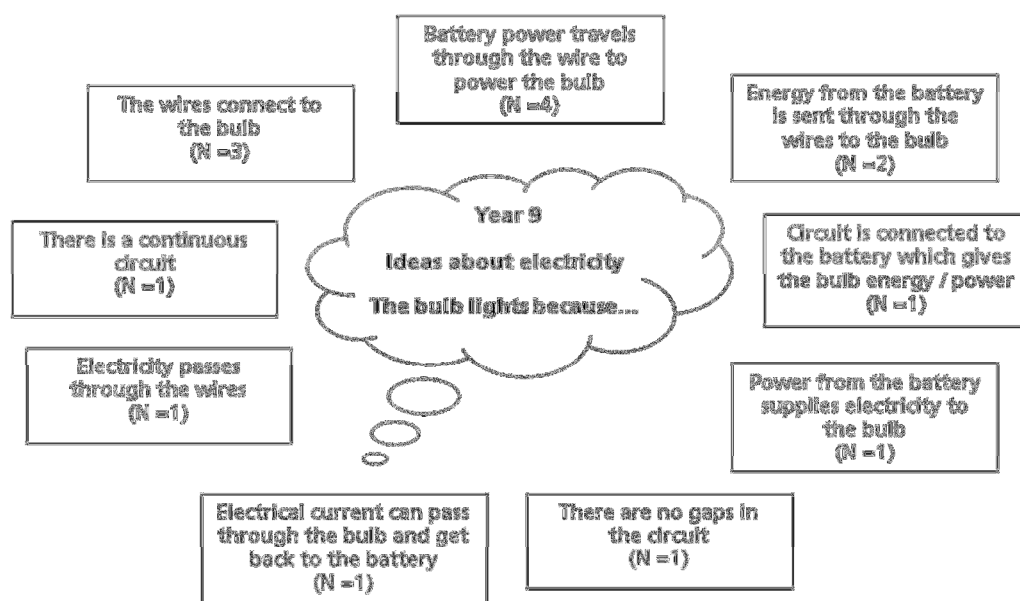 Battery power travels
through the wire to
power the bulb
(N =4)
The wires connect to
the bulb
(N =3)
Energy from the battery
is sent through the
wires to the bulb
(N =2)
Year 9
Ideas about electricity
The bulb lights because...
There is a continuous
circuit
(N =1)
Circuit is connected to
the battery which gives
the bulb energy / power
(N =1)
Electricity passes
through the wires
(N =1)
Power from the battery
supplies electricity to
the bulb
(N =1)
Electrical current can pass
through the bulb and get
back to the battery
(N =1)
There are no gaps in
the circuit
(N =1)